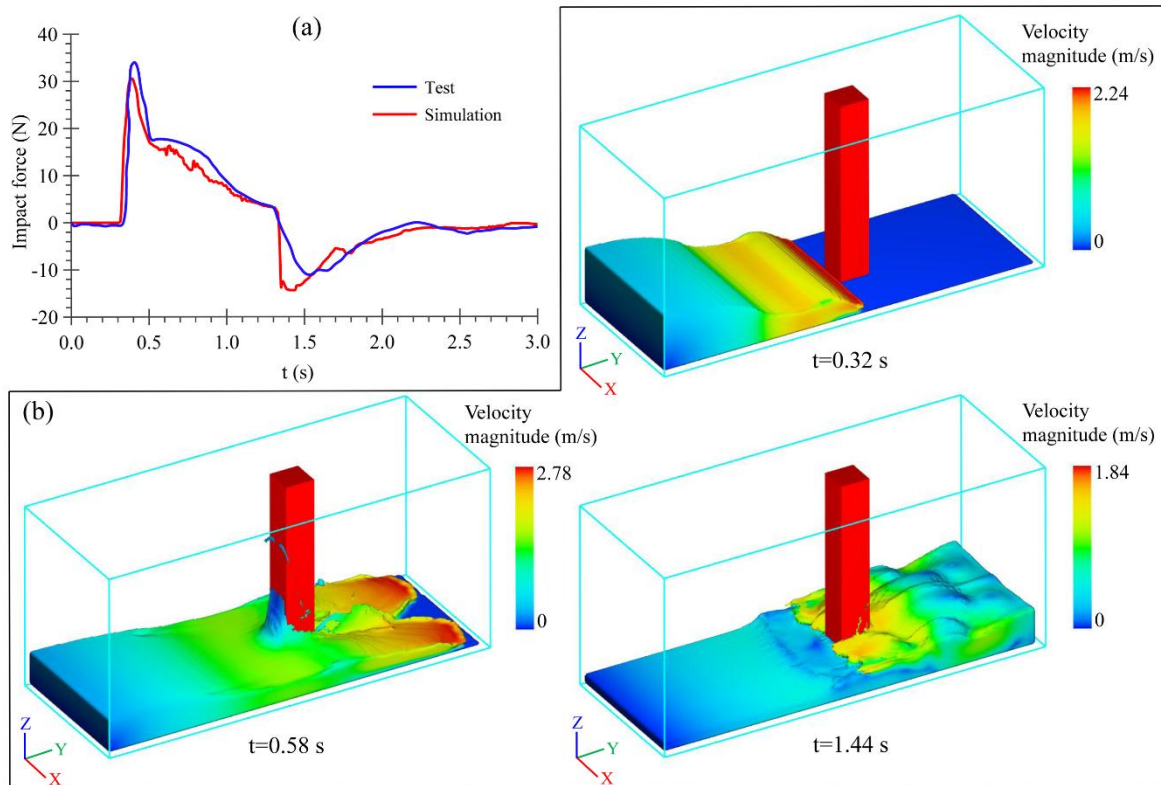 (a)
Impact force (N)
40
30
20
10
0
-10
-20
0.0 0.5 1.0 1.5 2.0 2.5 3.0
t (s)
Test
Simulation
Velocity
magnitude (m/s)
2.24
0
Z
Y
X
t=0.32 s
(b)
Velocity
magnitude (m/s)
2.78
0
Z
Y
X
t=0.58 s
Velocity
magnitude (m/s)
1.84
0
Z
Y
X
t=1.44 s